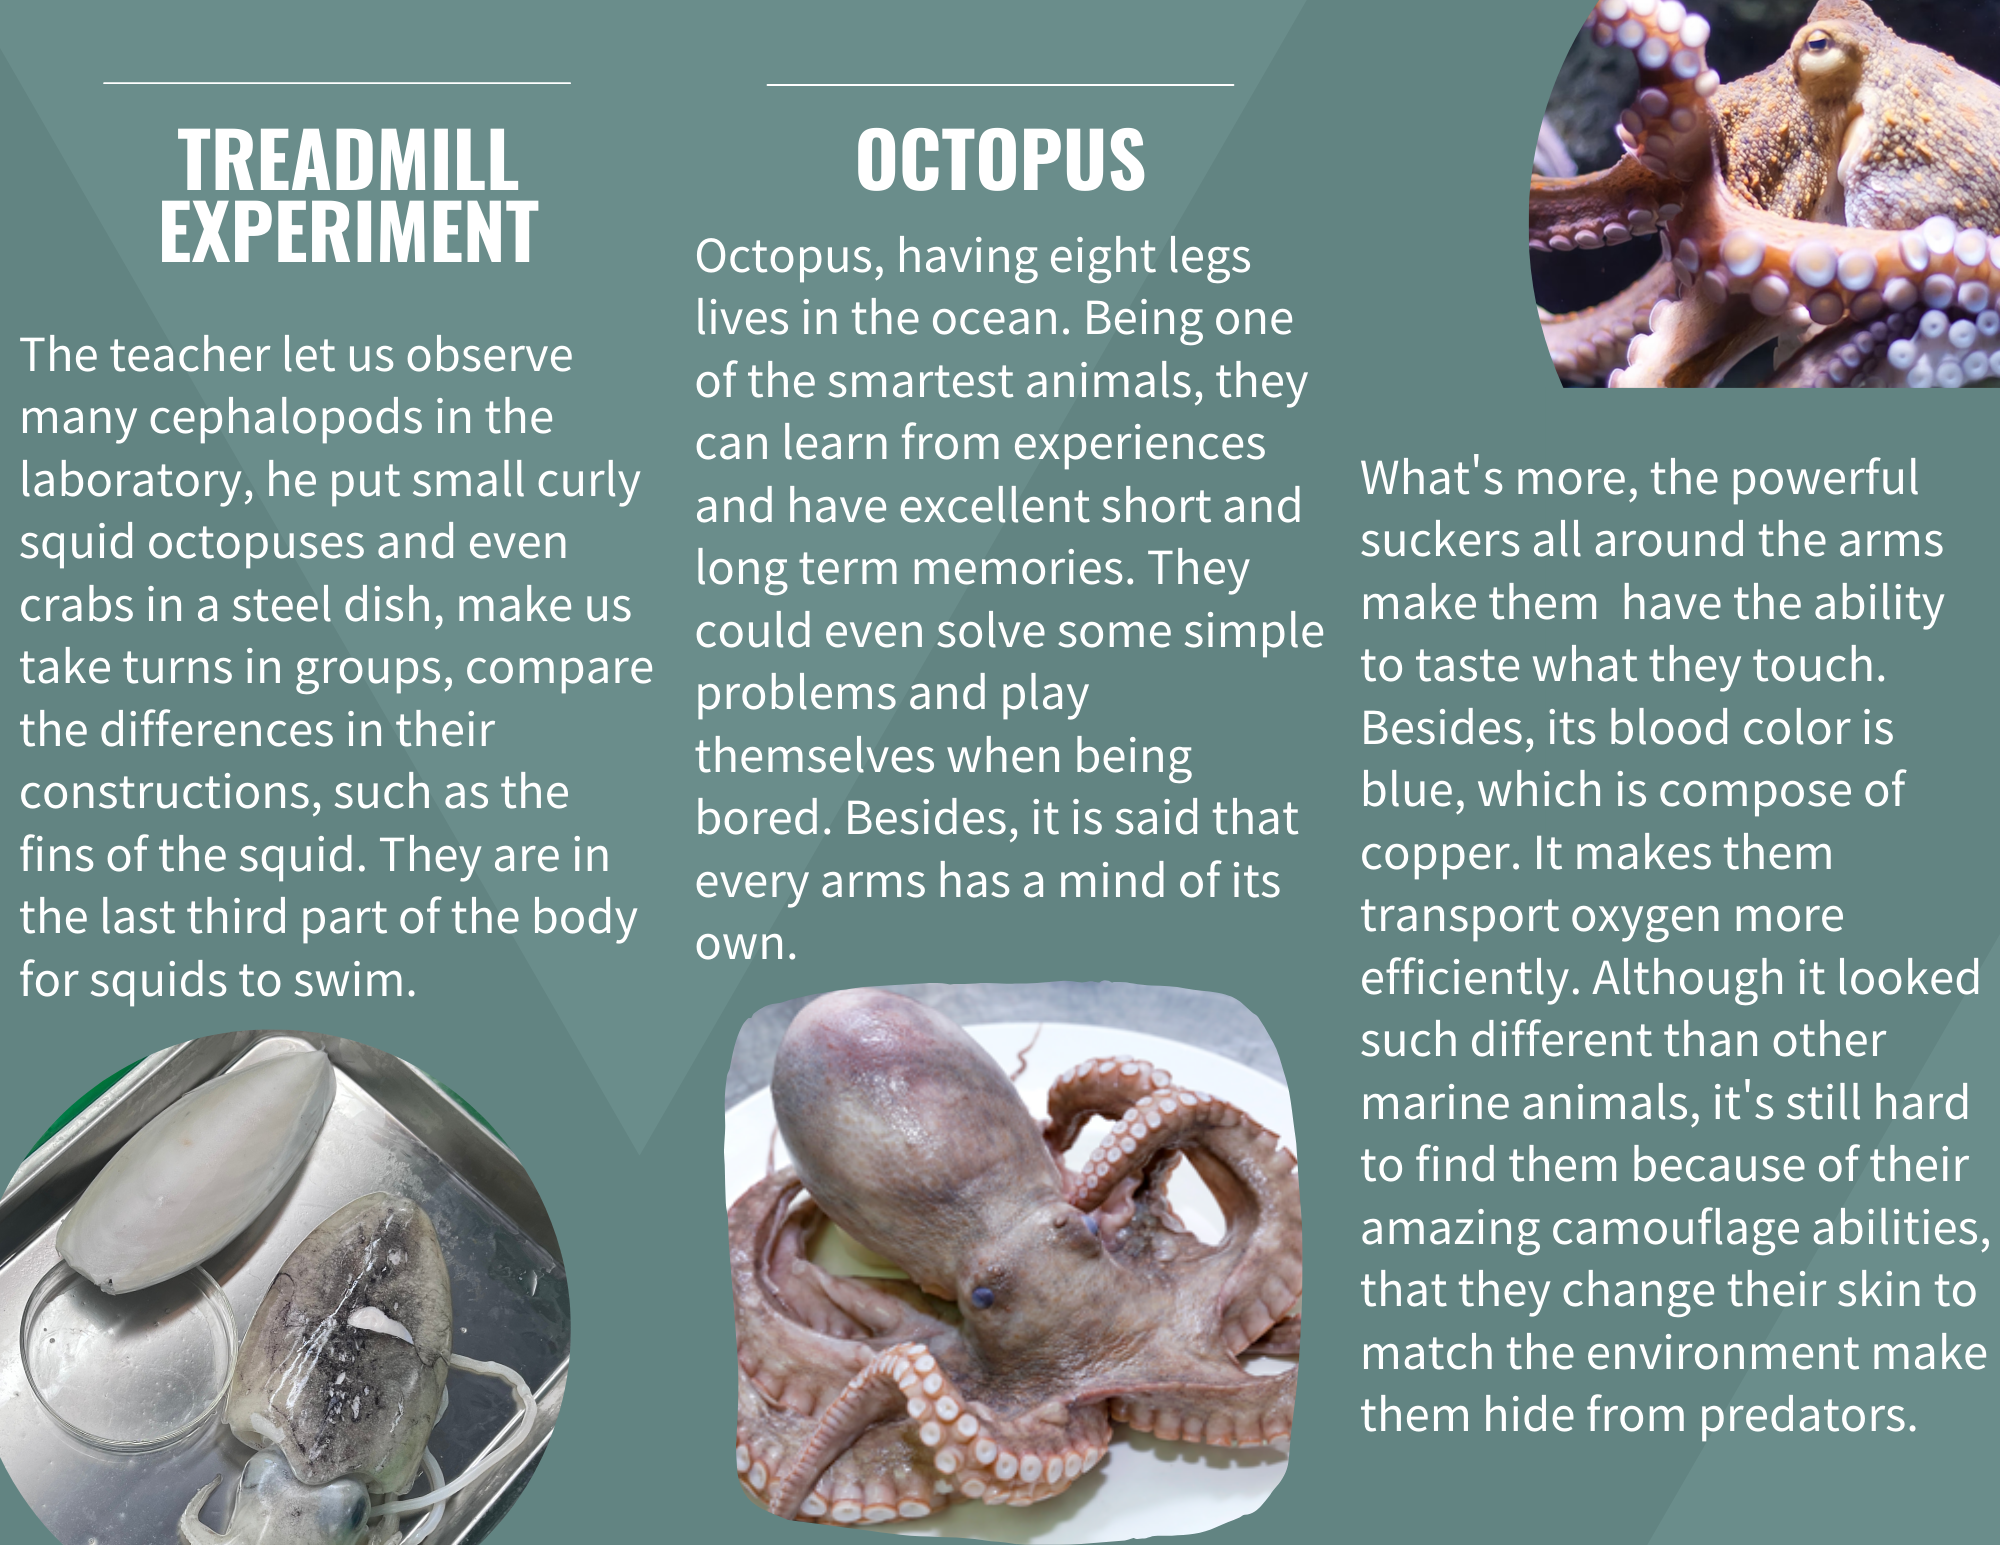 TREADMILL
EXPERIMENT
The teacher let us observe
many cephalopods in the
laboratory, he put small curly
squid octopuses and even
crabs in a steel dish, make us
take turns in groups, compare
the differences in their
constructions, such as the
fins of the squid. They are in
the last third part of the body
for squids to swim.
OCTOPUS
Octopus, having eight legs
lives in the ocean. Being one
of the smartest animals, they
can learn from experiences
and have excellent short and
long term memories. They
could even solve some simple
problems and play
themselves when being
bored. Besides, it is said that
every arms has a mind of its
own.
What's more, the powerful
suckers all around the arms
make them  have the ability
to taste what they touch.
Besides, its blood color is
blue, which is compose of
copper. It makes them
transport oxygen more
efficiently. Although it looked
such different than other
marine animals, it's still hard
to find them because of their
amazing camouflage abilities,
that they change their skin to
match the environment make
them hide from predators.